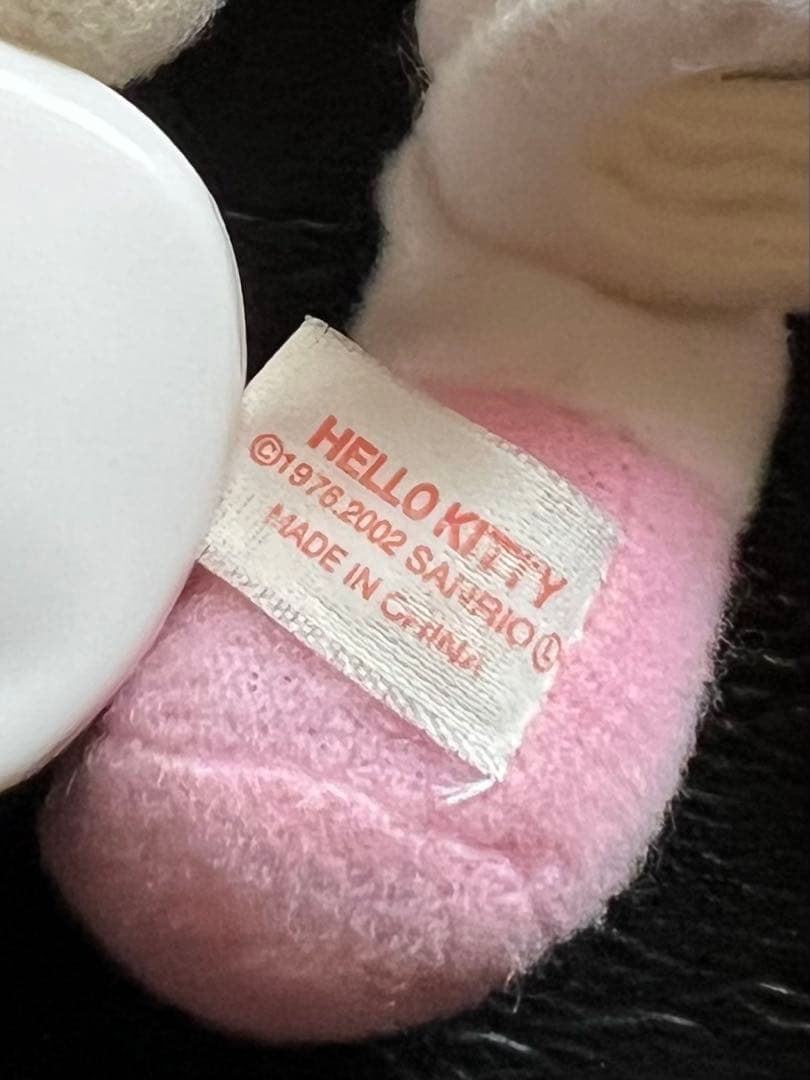 HELLO KITTY
©1976.2002 SANRIO Ⓛ
MADE IN CHINA